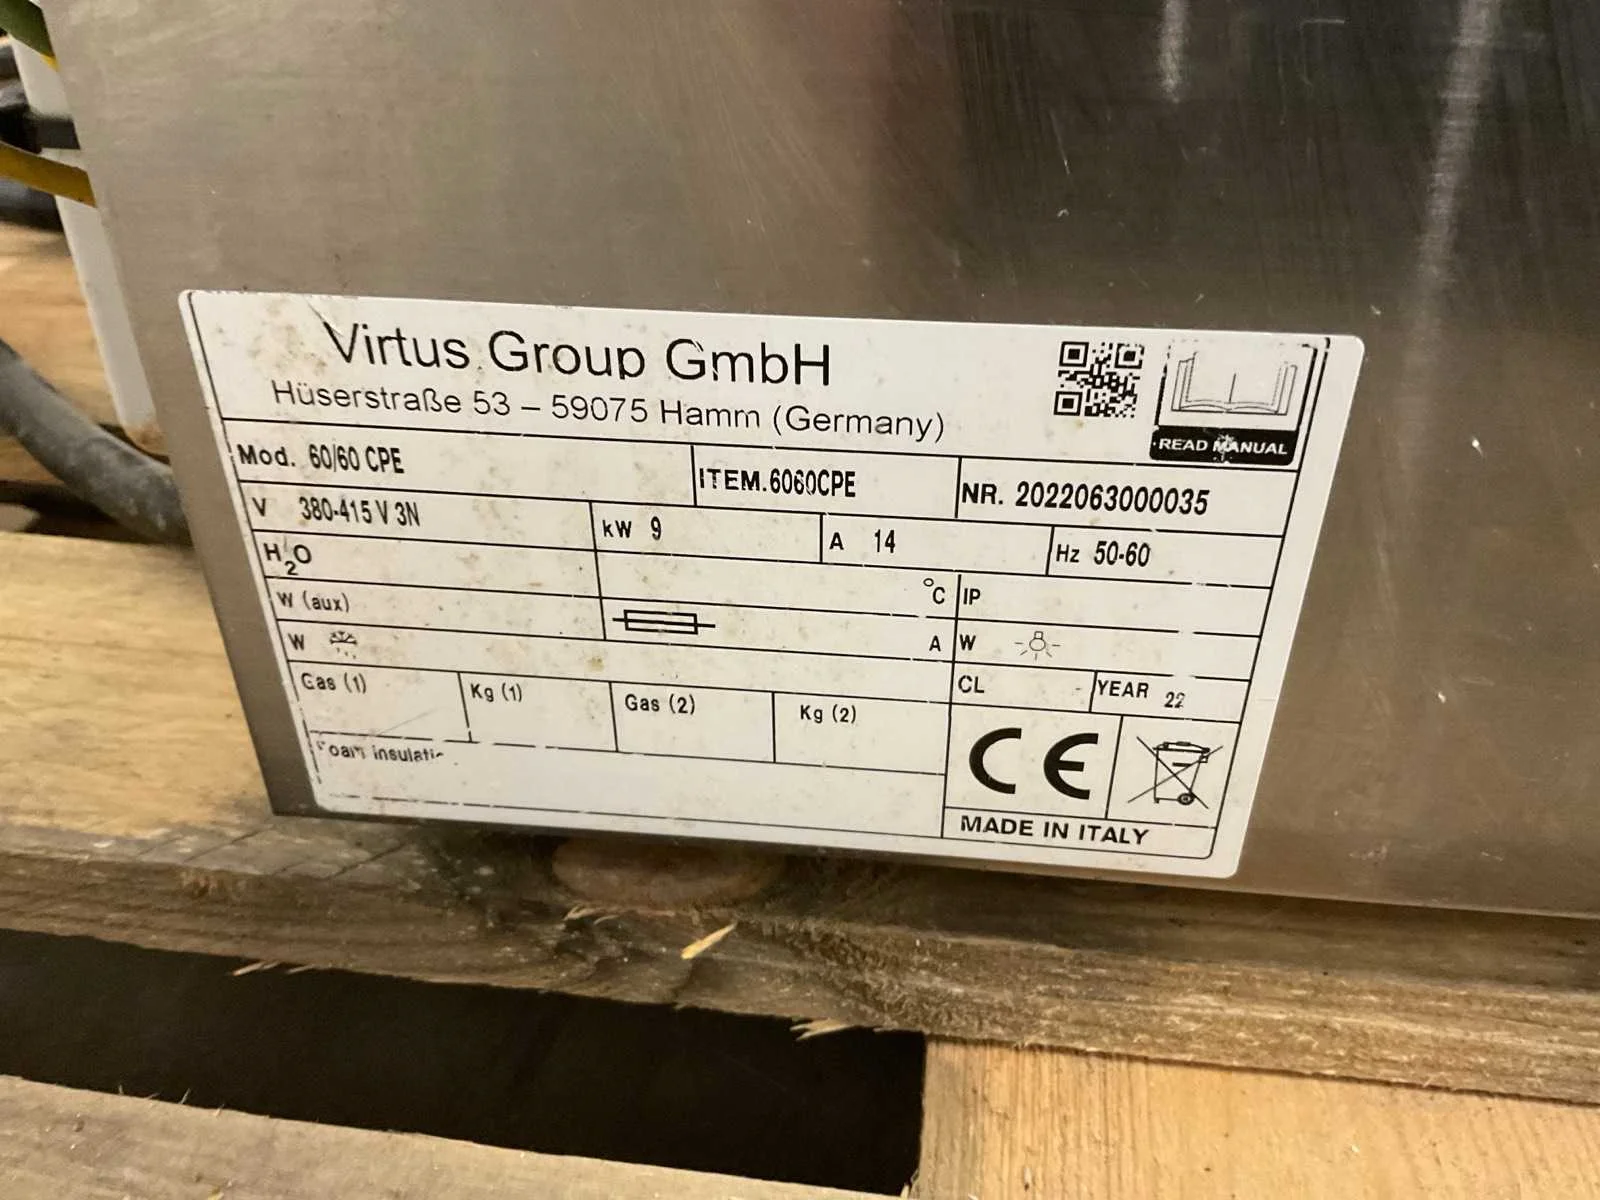 Virtus Group GmbH
Hüserstraße 53 – 59075 Hamm (Germany)
READ MANUAL
Mod. 60/60 CPE
ITEM.6060CPE
NR. 2022063000035
V 380-415 V 3N
kW 9
A 14
Hz 50-60
H2O
°C
IP
W (aux)
A
W
W
Gas (1)
Kg (1)
Gas (2)
Kg (2)
CL -
YEAR 22
Foam insulatio
CE
MADE IN ITALY